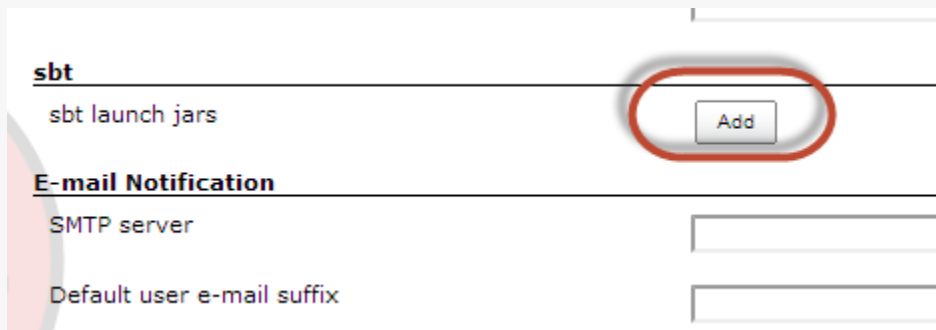 sbt
sbt launch jars
Add
E-mail Notification
SMTP server
Default user e-mail suffix